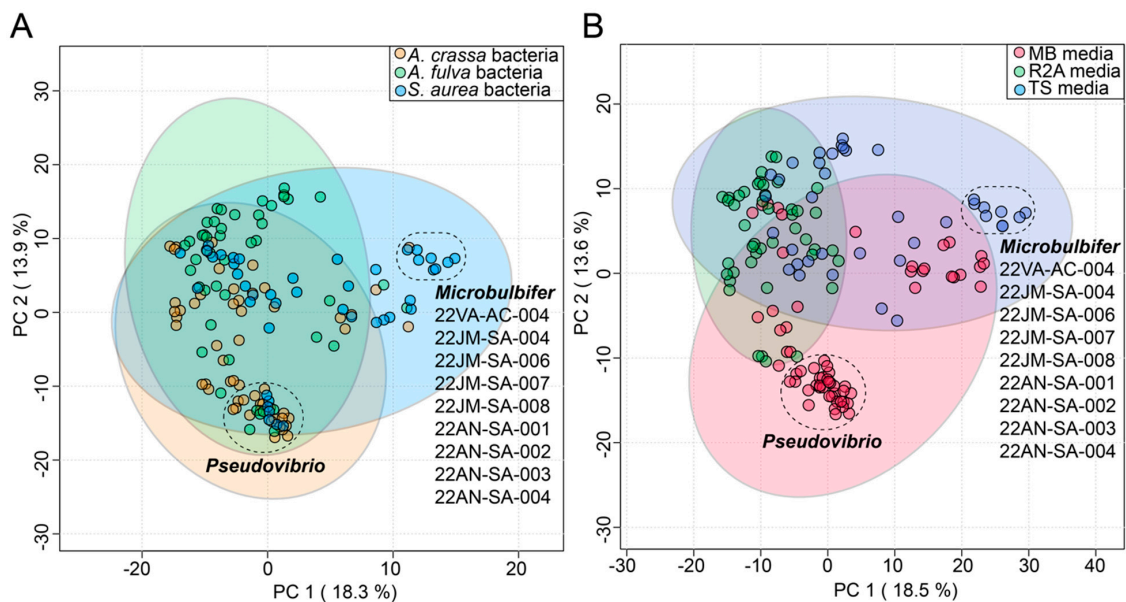 A
A. crassa bacteria
A. fulva bacteria
S. aurea bacteria
PC 2 ( 13.9 %)
30
20
10
0
-10
-20
-30
Microbulbifer
22VA-AC-004
22JM-SA-004
22JM-SA-006
22JM-SA-007
22JM-SA-008
22AN-SA-001
22AN-SA-002
22AN-SA-003
22AN-SA-004
Pseudovibrio
-20
-10
0
10
20
PC 1 ( 18.3 %)
B
MB media
R2A media
TS media
PC 2 ( 13.6 %)
20
10
0
-10
-20
-30
Microbulbifer
22VA-AC-004
22JM-SA-004
22JM-SA-006
22JM-SA-007
22JM-SA-008
22AN-SA-001
22AN-SA-002
22AN-SA-003
22AN-SA-004
Pseudovibrio
-30
-20
-10
0
10
20
30
40
PC 1 ( 18.5 %)